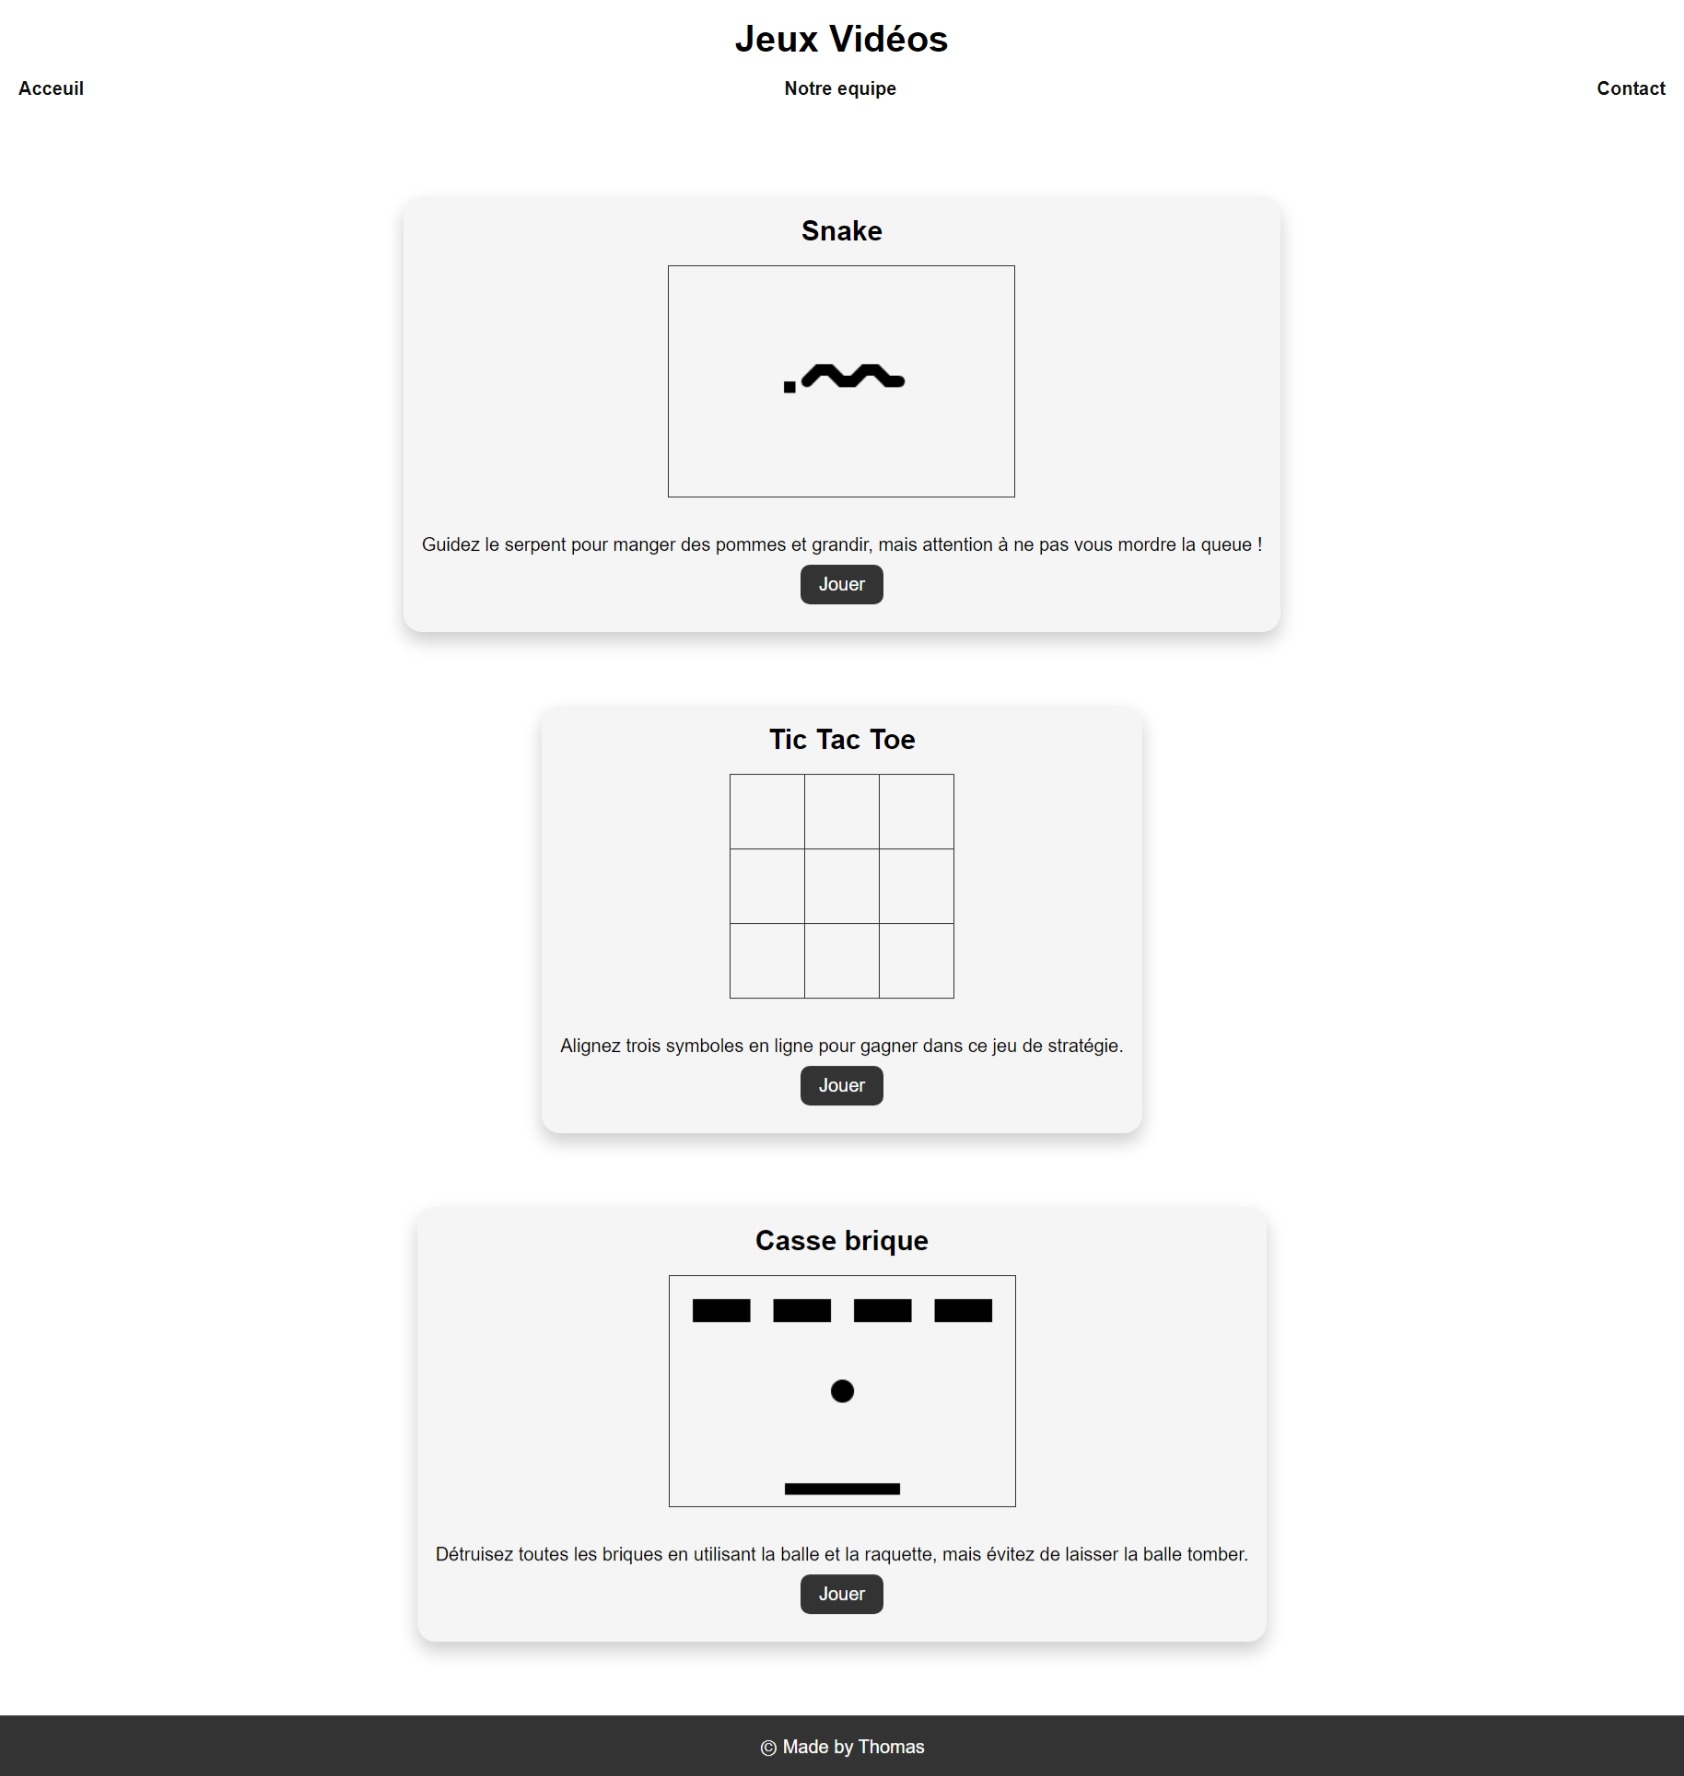 Jeux Vidéos
Acceuil
Notre equipe
Contact
Snake
Guidez le serpent pour manger des pommes et grandir, mais attention à ne pas vous mordre la queue !
Jouer
Tic Tac Toe
Alignez trois symboles en ligne pour gagner dans ce jeu de stratégie.
Jouer
Casse brique
Détruisez toutes les briques en utilisant la balle et la raquette, mais évitez de laisser la balle tomber.
Jouer
© Made by Thomas